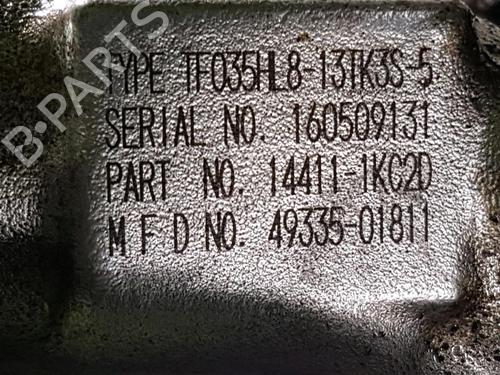 TYPE TF035HL8-13TK3S-5
SERIAL NO. 160509131
PART NO. 14411-1KC2D
M F D NO. 49335-01811
B-PARTS